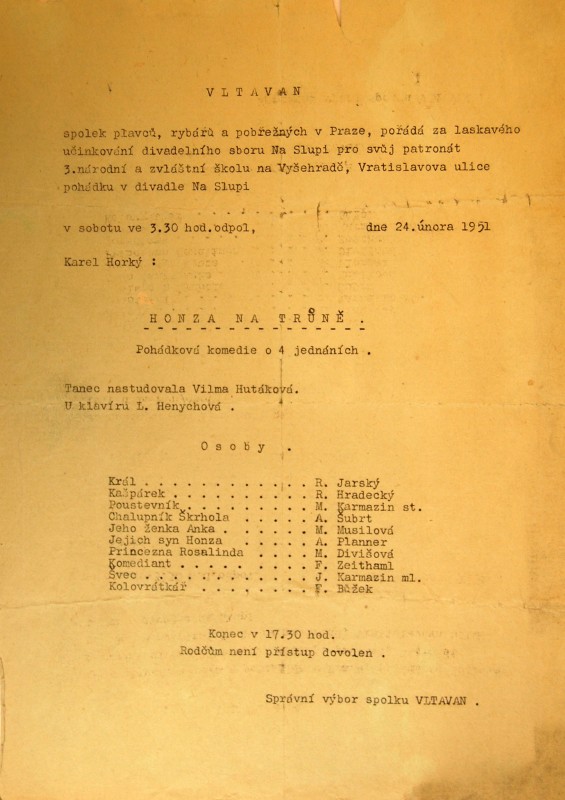 V L T A V A N
spolek plavců, rybářů a pobřežných v Praze, pořádá za laskavého
učinkování divadelního sboru Na Slupi pro svůj patronát
3.národní a zvláštní školu na Vyšehradě, Vratislavova ulice
pohádku v divadle Na Slupi
v sobotu ve 3.30 hod.odpol, dne 24.února 1951
Karel Horký :
H O N Z A N A T R Ů N Ě .
Pohádková komedie o 4 jednáních .
Tanec nastudovala Vilma Hutáková.
U klavíru L. Henychová .
O s o b y .
Král . . . . . . . . . . . . R. Jarský
Kašpárek . . . . . . . . . . R. Hradecký
Poustevník . . . . . . . . . M. Karmazin st.
Chalupník Škrhola . . . . . A. Šubrt
Jeho ženka Anka . . . . . . M. Musilová
Jejich syn Honza . . . . . A. Planner
Princezna Rosalinda . . . . M. Divišová
Komediant . . . . . . . . . F. Zeithaml
Švec . . . . . . . . . . . . J. Karmazin ml.
Kolovrátkář . . . . . . . . F. Bůžek
Konec v 17.30 hod.
Rodčům není přístup dovolen .
Správní výbor spolku VLTAVAN .